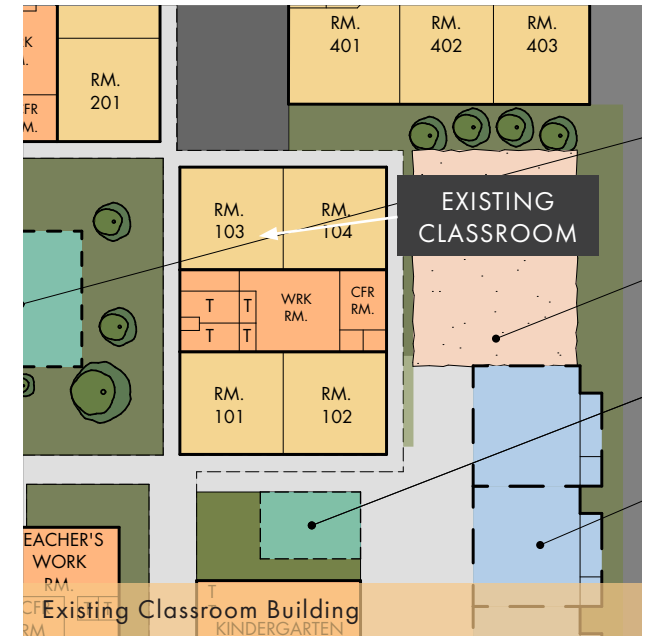 RM.
401
RM.
402
RM.
403
RM.
201
RM.
103
RM.
104
EXISTING
CLASSROOM
T
T
T
T
WRK
RM.
CFR
RM.
RM.
101
RM.
102
WORK
RM.
T
T
T
T
KINDERGARTEN
Existing Classroom Building